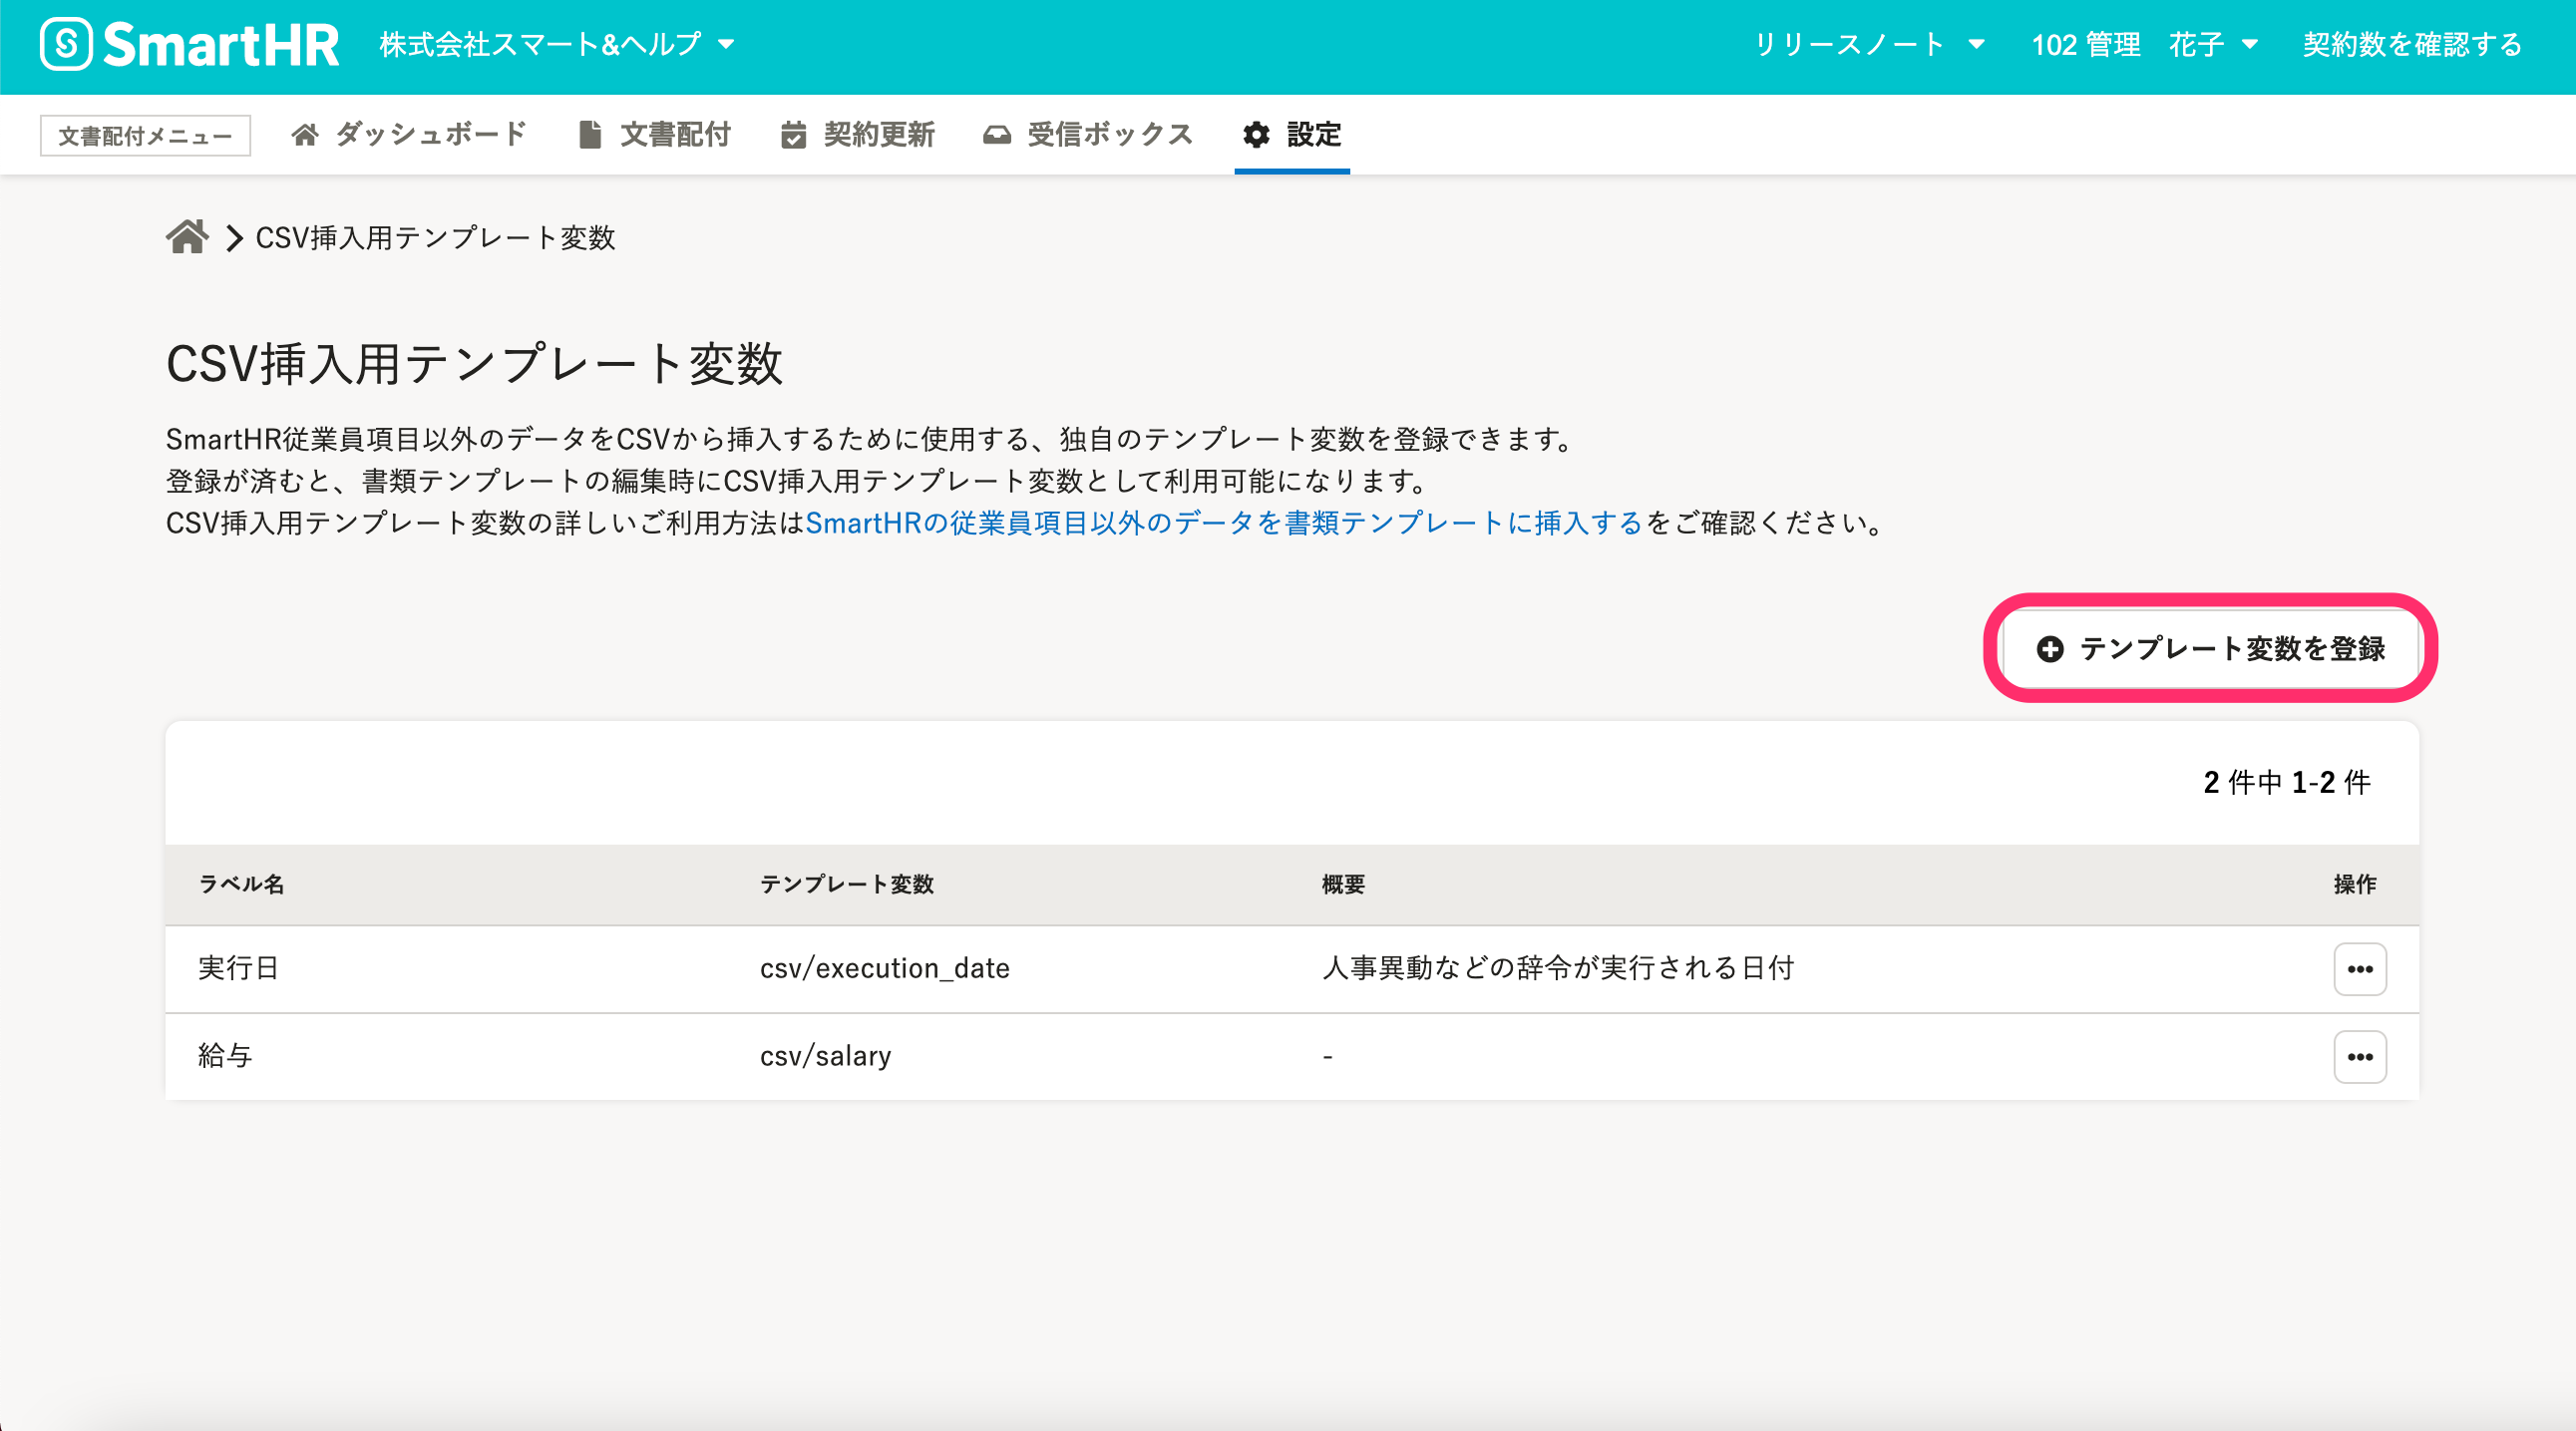 SmartHR 株式会社スマート&ヘルプ リリースノート 102 管理 花子 契約数を確認する
文書配付メニュー ダッシュボード 文書配付 契約更新 受信ボックス 設定
CSV挿入用テンプレート変数
CSV挿入用テンプレート変数
SmartHR従業員項目以外のデータをCSVから挿入するために使用する、独自のテンプレート変数を登録できます。
登録が済むと、書類テンプレートの編集時にCSV挿入用テンプレート変数として利用可能になります。
CSV挿入用テンプレート変数の詳しいご利用方法はSmartHRの従業員項目以外のデータを書類テンプレートに挿入するをご確認ください。
テンプレート変数を登録
2 件中 1-2 件
ラベル名 テンプレート変数 概要 操作
実行日 csv/execution_date 人事異動などの辞令が実行される日付
給与 csv/salary -